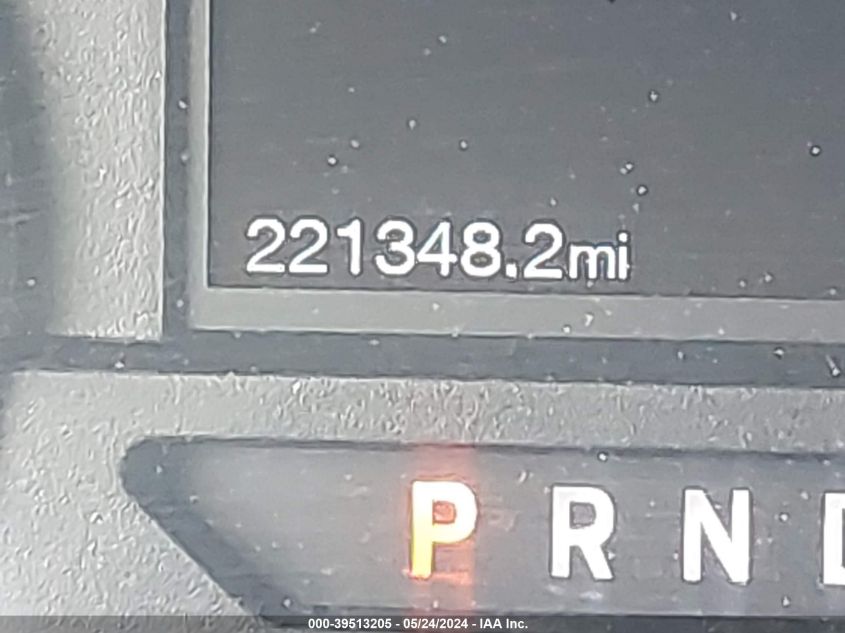 221348.2mi
P R N
000-39513205 - 05/24/2024 - IAA Inc.